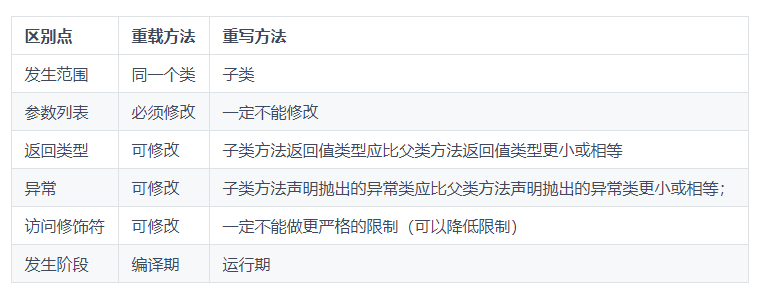 区别点 重载方法 重写方法
发生范围 同一个类 子类
参数列表 必须修改 一定不能修改
返回类型 可修改 子类方法返回值类型应比父类方法返回值类型更小或相等
异常 可修改 子类方法声明抛出的异常类应比父类方法声明抛出的异常类更小或相等；
访问修饰符 可修改 一定不能做更严格的限制（可以降低限制）
发生阶段 编译期 运行期